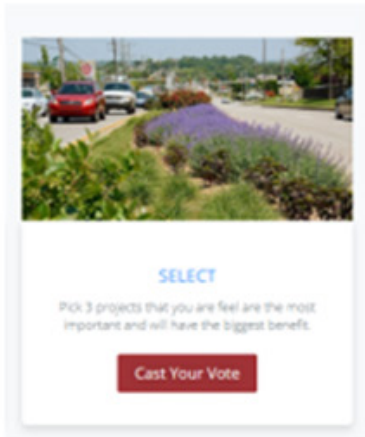 SELECT
Pick 3 projects that you are feel are the most
important and will have the biggest benefit.
Cast Your Vote